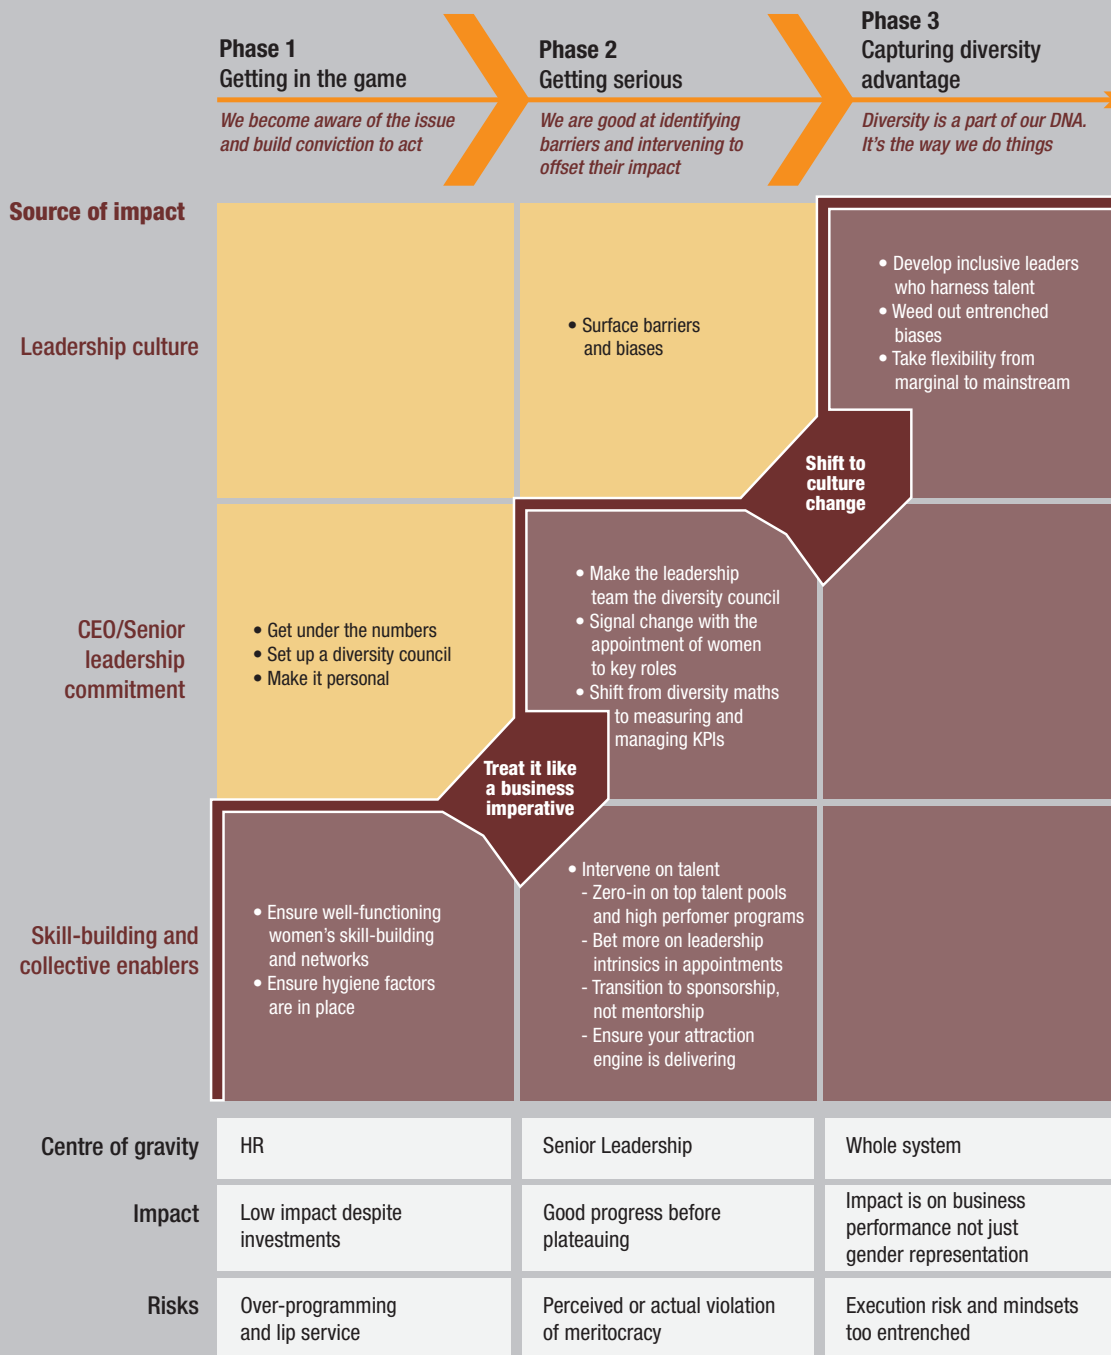 Phase 1
Getting in the game
We become aware of the issue
and build conviction to act
Phase 2
Getting serious
We are good at identifying
barriers and intervening to
offset their impact
Phase 3
Capturing diversity
advantage
Diversity is a part of our DNA.
It's the way we do things
Source of impact
Leadership culture
• Surface barriers
and biases
• Develop inclusive leaders
who harness talent
• Weed out entrenched
biases
• Take flexibility from
marginal to mainstream
Shift to
culture
change
CEO/Senior
leadership
commitment
• Get under the numbers
• Set up a diversity council
• Make it personal
• Make the leadership
team the diversity council
• Signal change with the
appointment of women
to key roles
• Shift from diversity maths
to measuring and
managing KPIs
Treat it like
a business
imperative
Skill-building and
collective enablers
• Ensure well-functioning
women's skill-building
and networks
• Ensure hygiene factors
are in place
• Intervene on talent
- Zero-in on top talent pools
and high perfomer programs
- Bet more on leadership
intrinsics in appointments
- Transition to sponsorship,
not mentorship
- Ensure your attraction
engine is delivering
Centre of gravity
HR
Senior Leadership
Whole system
Impact
Low impact despite
investments
Good progress before
plateauing
Impact is on business
performance not just
gender representation
Risks
Over-programming
and lip service
Perceived or actual violation
of meritocracy
Execution risk and mindsets
too entrenched